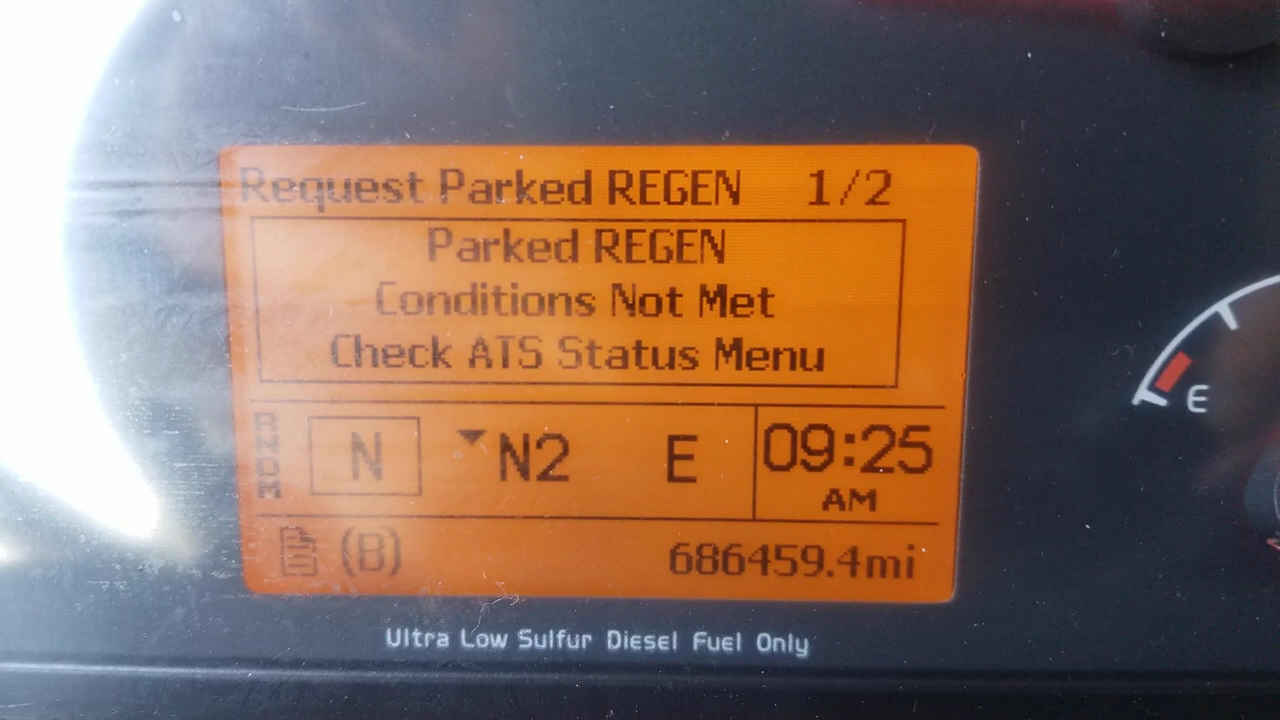 Request Parked REGEN 1/2
Parked REGEN
Conditions Not Met
Check ATS Status Menu
RNDM
N N2 E 09:25
AM
(B) 686459.4mi
E
Ultra Low Sulfur Diesel Fuel Only